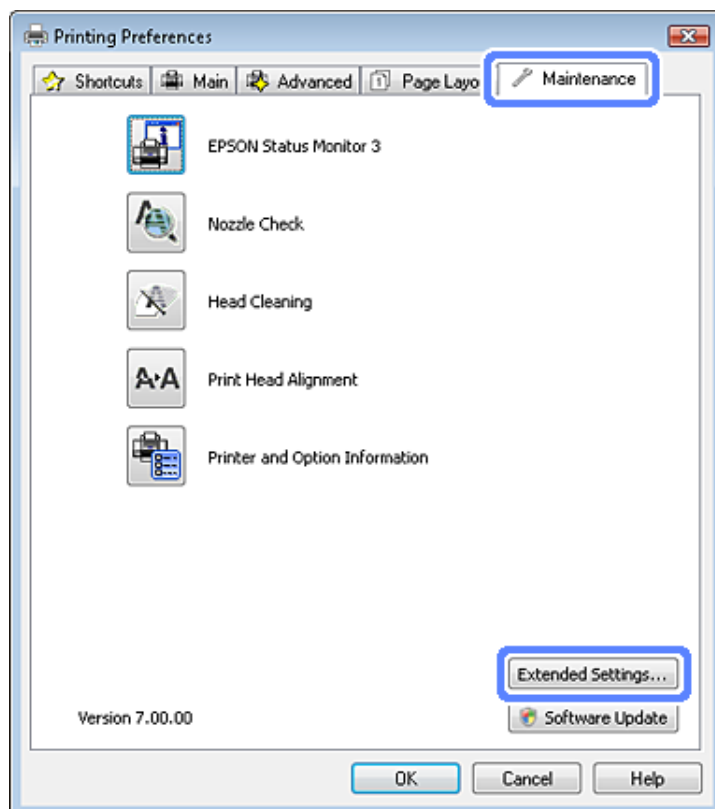 Printing Preferences
Shortcuts Main Advanced Page Layo Maintenance
EPSON Status Monitor 3
Nozzle Check
Head Cleaning
A A
Print Head Alignment
Printer and Option Information
Extended Settings...
Version 7.00.00 Software Update
OK Cancel Help